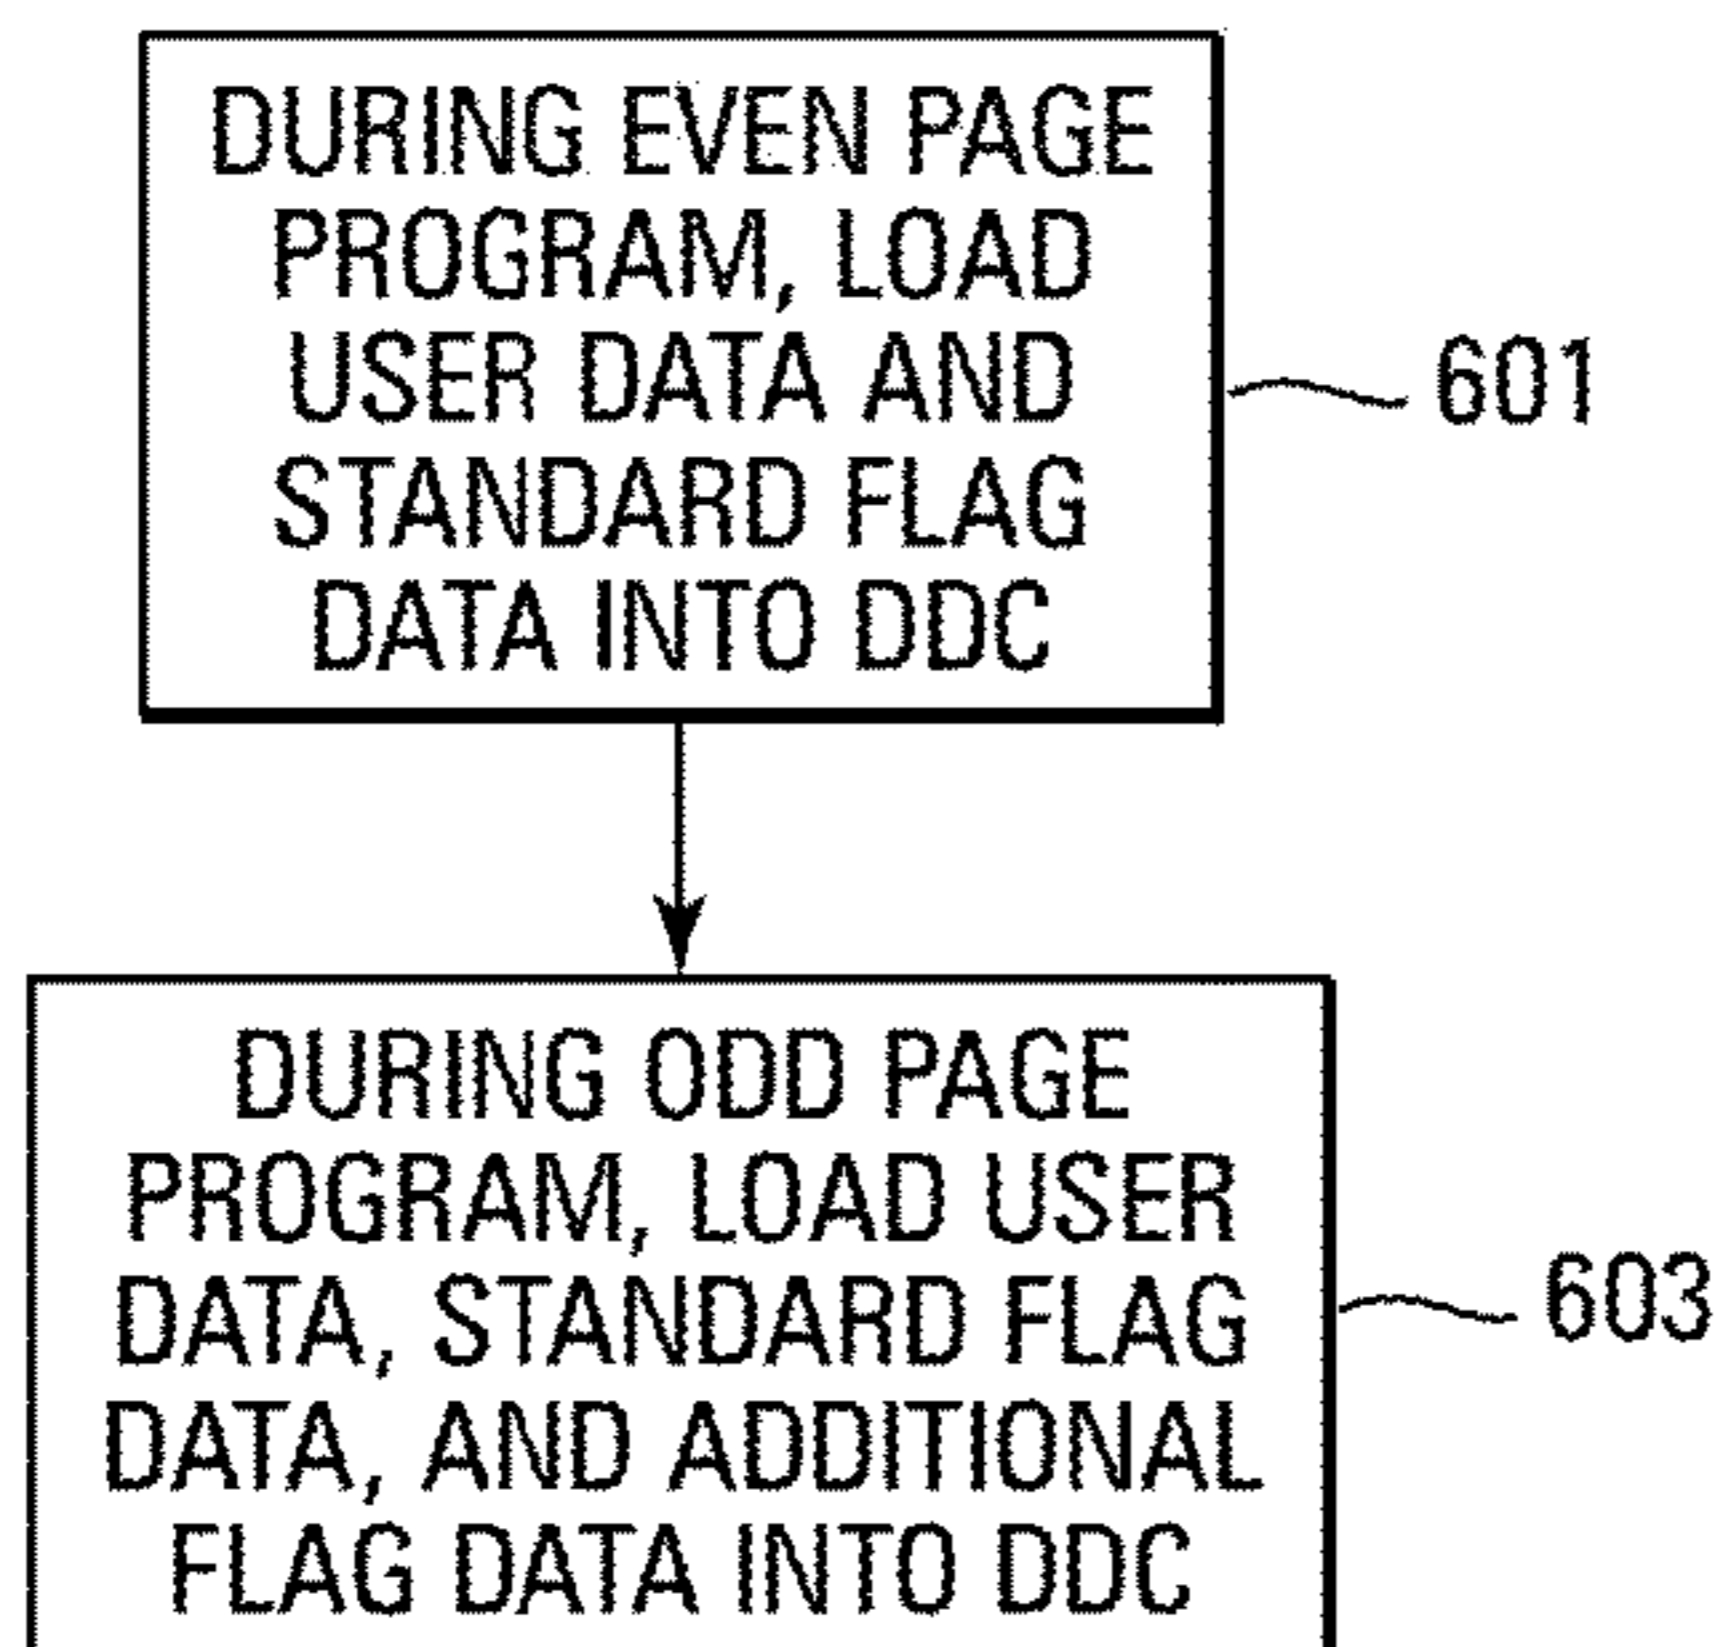 DURING EVEN PAGE
PROGRAM, LOAD
USER DATA AND
STANDARD FLAG
DATA INTO DDC
601
DURING ODD PAGE
PROGRAM, LOAD USER
DATA, STANDARD FLAG
DATA, AND ADDITIONAL
FLAG DATA INTO DDC
603